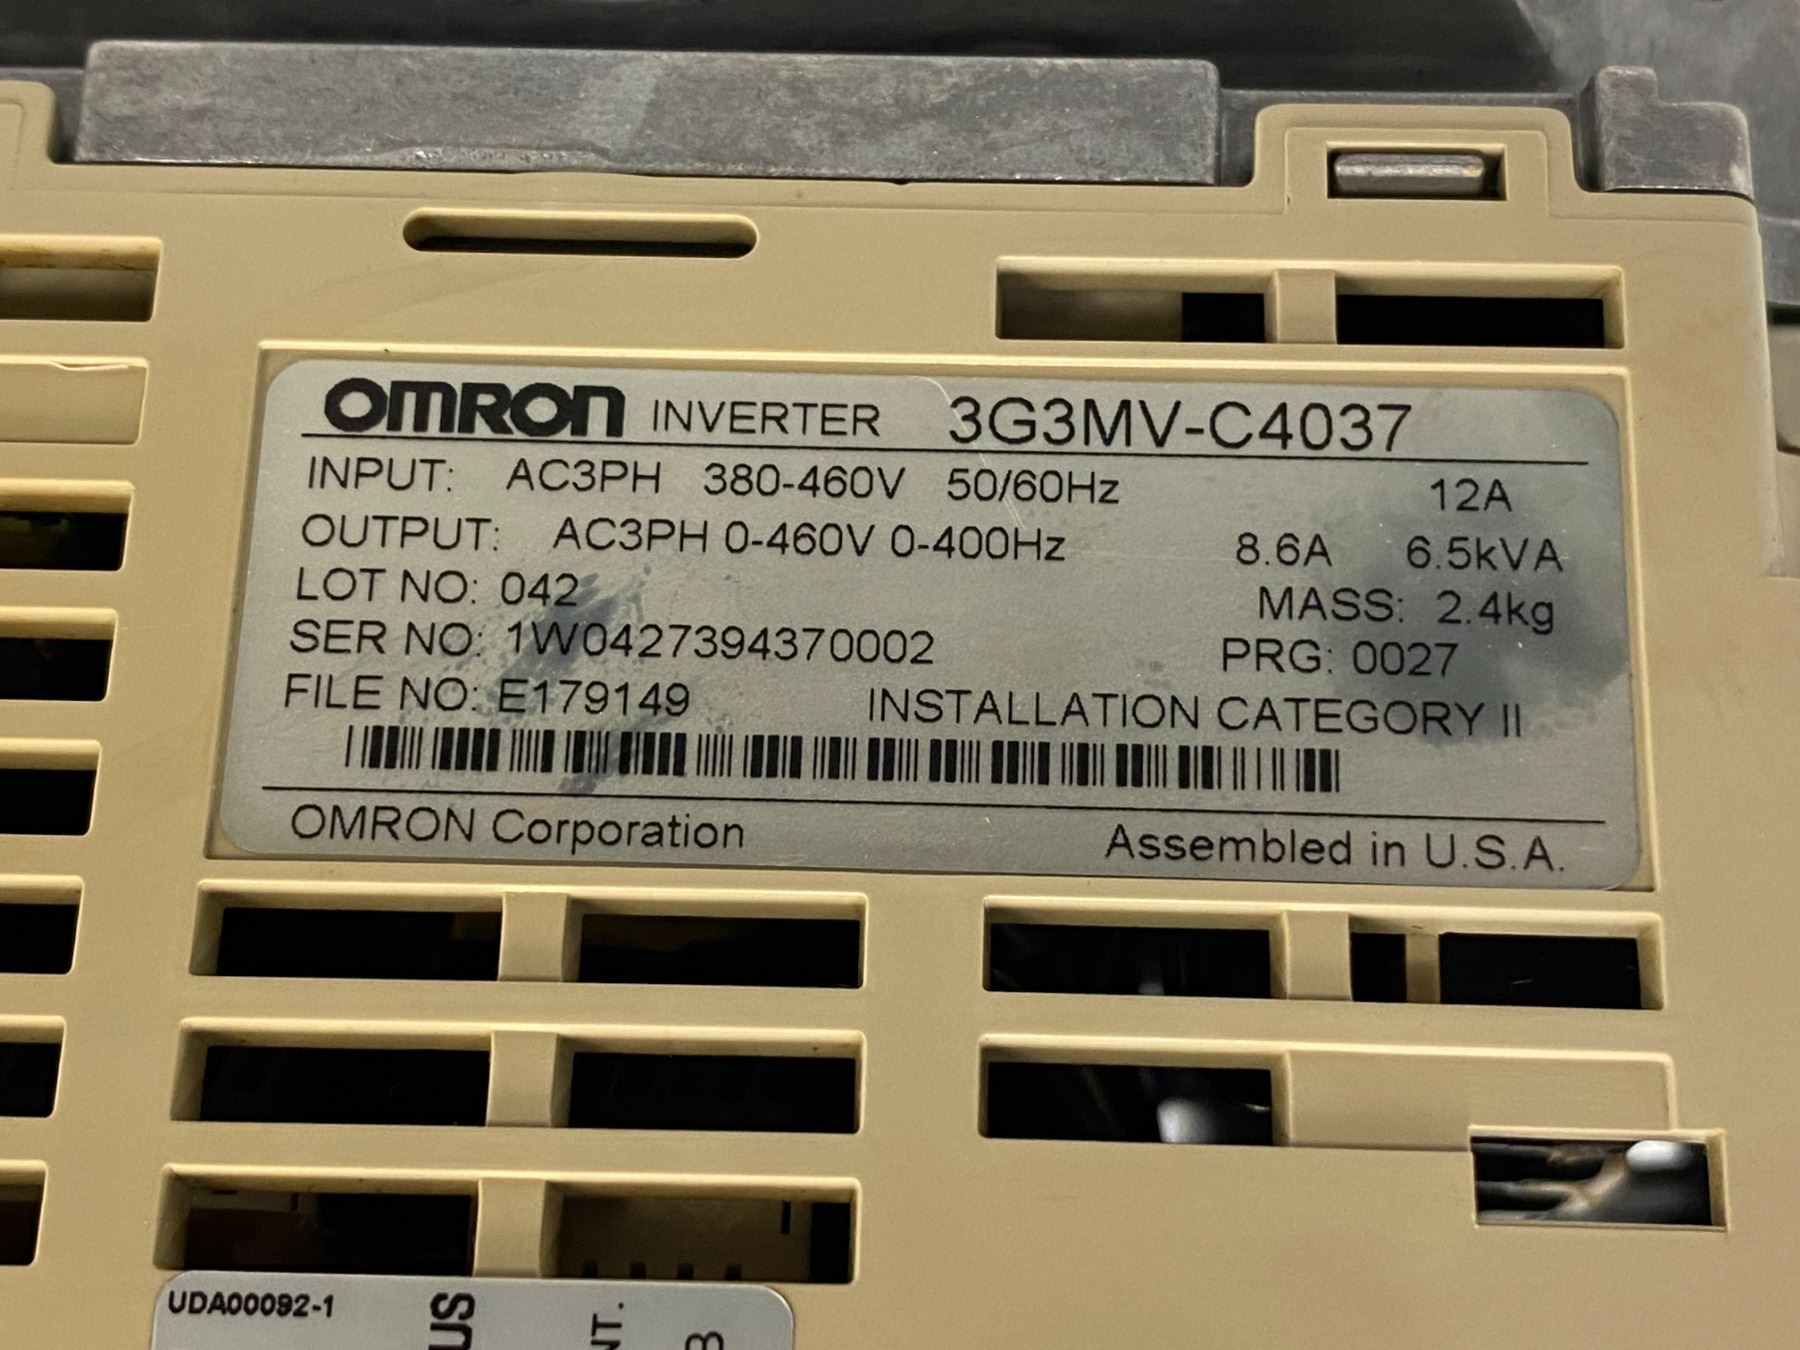 OMRON INVERTER 3G3MV-C4037
INPUT: AC3PH 380-460V 50/60Hz 12A
OUTPUT: AC3PH 0-460V 0-400Hz 8.6A 6.5kVA
LOT NO: 042 MASS: 2.4kg
SER NO: 1W0427394370002 PRG: 0027
FILE NO: E179149 INSTALLATION CATEGORY II
OMRON Corporation Assembled in U.S.A.
UDA00092-1